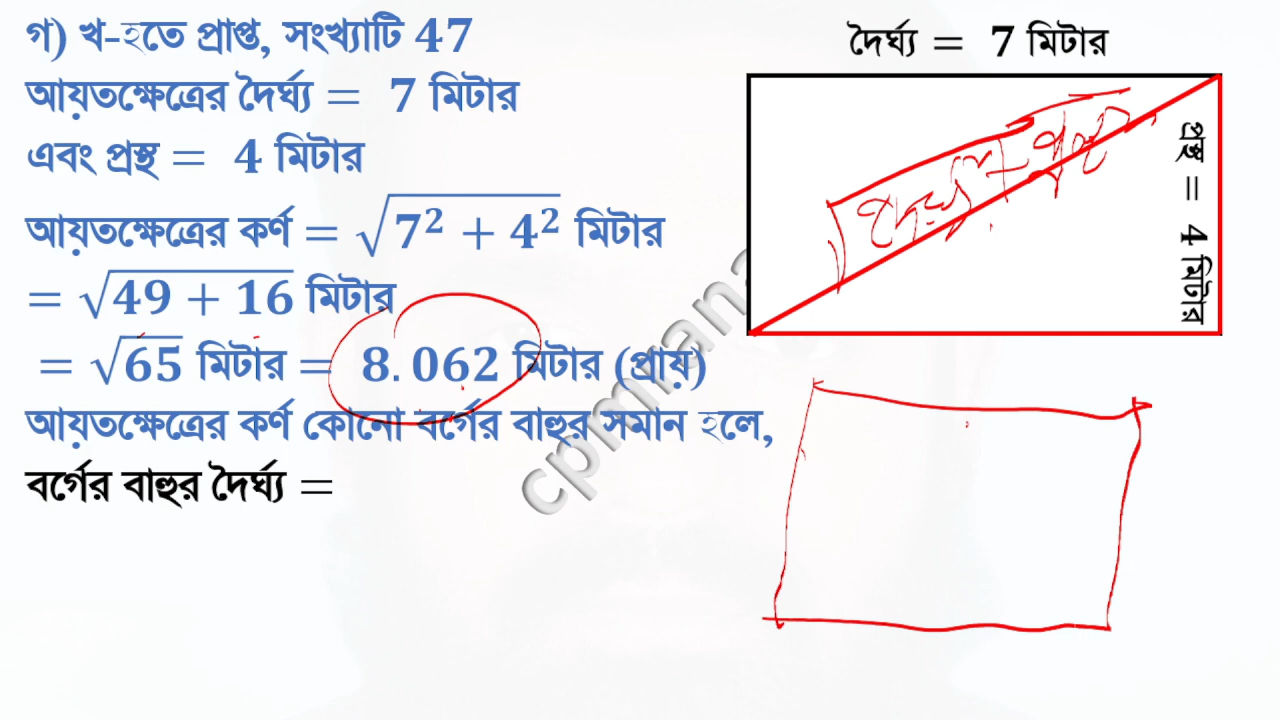 গ) খ-হতে প্রাপ্ত, সংখ্যাটি 47
আয়তক্ষেত্রের দৈর্ঘ্য = 7 মিটার
এবং প্রস্থ = 4 মিটার
আয়তক্ষেত্রের কর্ণ = √7² + 4² মিটার
= √49 + 16 মিটার
= √65 মিটার = 8.062 মিটার (প্রায়)
আয়তক্ষেত্রের কর্ণ কোনো বর্গের বাহুর সমান হলে,
বর্গের বাহুর দৈর্ঘ্য =
দৈর্ঘ্য = 7 মিটার
প্রস্থ = 4 মিটার
cpmrana